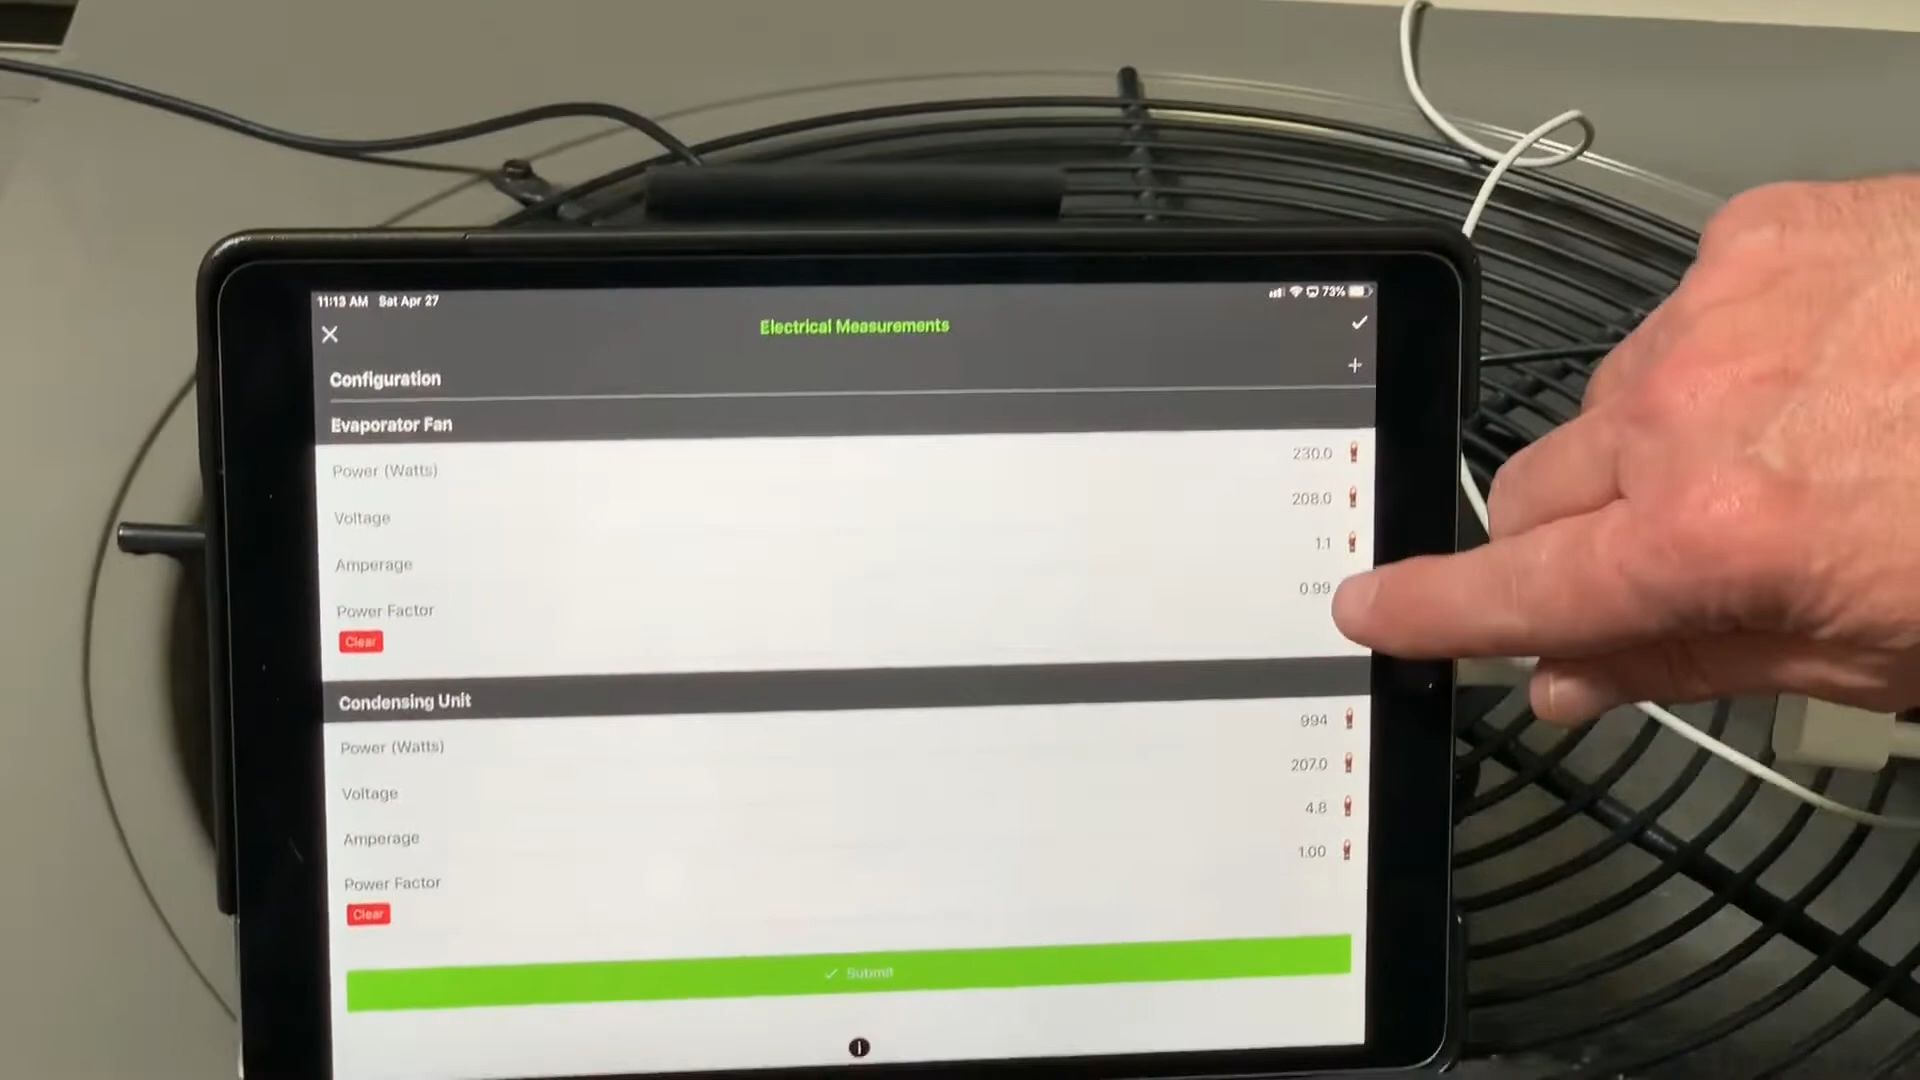 11:13 AM Sat Apr 27 73%
Electrical Measurements
Configuration
Evaporator Fan
Power (Watts) 230.0
Voltage 208.0
Amperage 1.1
Power Factor 0.99
Clear
Condensing Unit
Power (Watts) 994
Voltage 207.0
Amperage 4.8
Power Factor 1.00
Clear
Submit